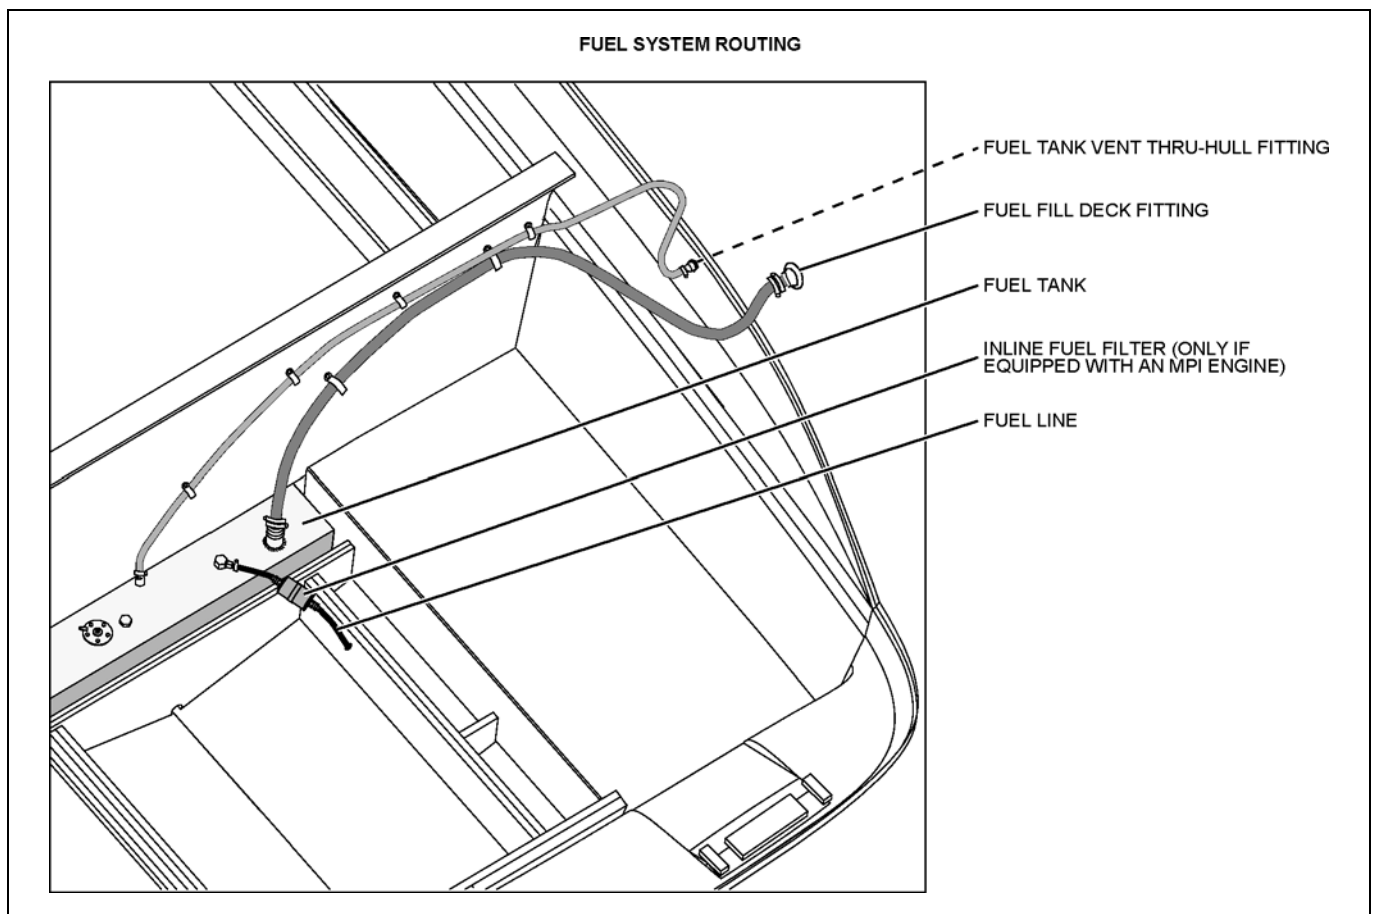 FUEL SYSTEM ROUTING
FUEL TANK VENT THRU-HULL FITTING
FUEL FILL DECK FITTING
FUEL TANK
INLINE FUEL FILTER (ONLY IF
EQUIPPED WITH AN MPI ENGINE)
FUEL LINE